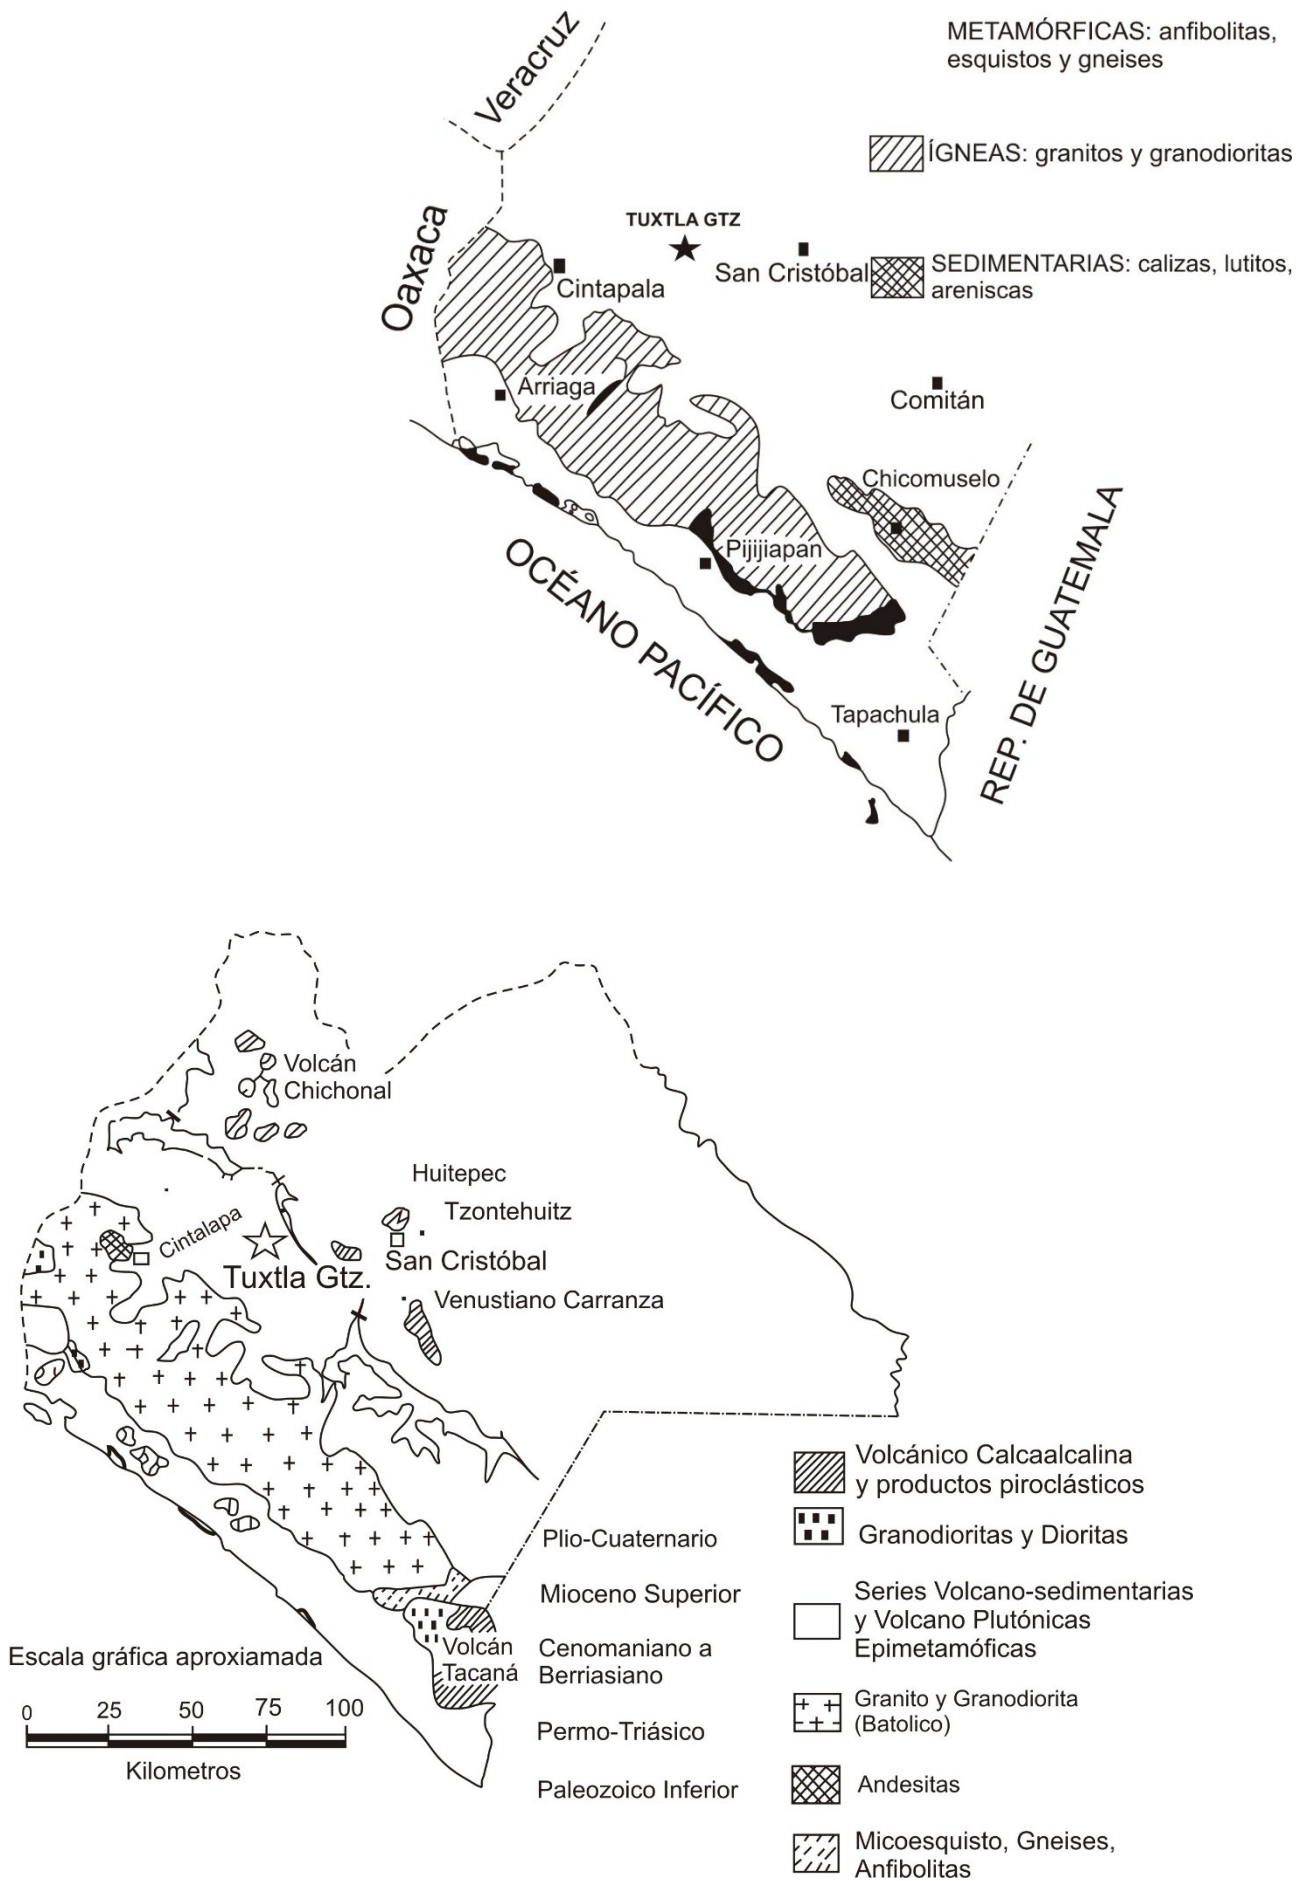 Veracruz
METAMÓRFICAS: anfibolitas,
esquistos y gneises
ÍGNEAS: granitos y granodioritas
Oaxaca
TUXTLA GTZ
San Cristóbal
SEDIMENTARIAS: calizas, lutitos,
areniscas
Cintapala
Arriaga
Comitán
Chicomuselo
Pijijiapan
OCÉANO PACÍFICO
REP. DE GUATEMALA
Tapachula
Volcán
Chichonal
Huitepec
Tzontehuitz
Cintalapa
San Cristóbal
Tuxtla Gtz.
Venustiano Carranza
Volcánico Calcaalcalina
y productos piroclásticos
Plio-Cuaternario
Granodioritas y Dioritas
Mioceno Superior
Series Volcano-sedimentarias
y Volcano Plutónicas
Epimetamóficas
Volcán
Tacaná
Cenomaniano a
Berriasiano
Escala gráfica aproxiamada
0 25 50 75 100
Kilometros
Granito y Granodiorita
(Batolico)
Permo-Triásico
Andesitas
Paleozoico Inferior
Micoesquisto, Gneises,
Anfibolitas